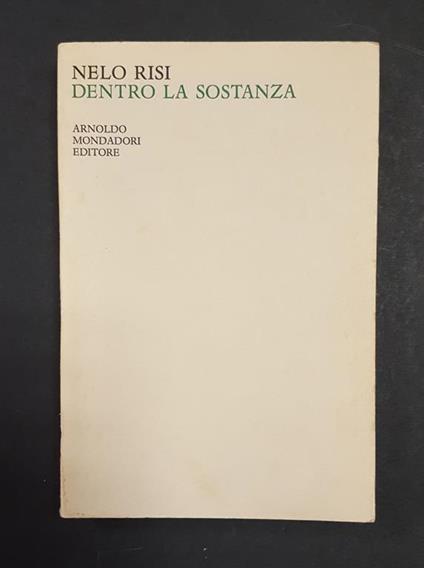 NELO RISI
DENTRO LA SOSTANZA
ARNOLDO
MONDADORI
EDITORE